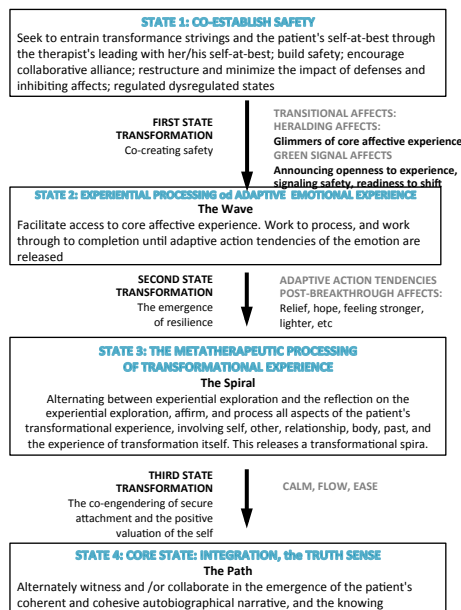 STATE 1: CO-ESTABLISH SAFETY
Seek to entrain transformance strivings and the patient's self-at-best through
the therapist's leading with her/his self-at-best; build safety; encourage
collaborative alliance; restructure and minimize the impact of defenses and
inhibiting affects; regulated dysregulated states
FIRST STATE
TRANSFORMATION
Co-creating safety
TRANSITIONAL AFFECTS:
HERALDING AFFECTS:
Glimmers of core affective experience
GREEN SIGNAL AFFECTS
Announcing openness to experience,
signaling safety, readiness to shift
STATE 2: EXPERIENTIAL PROCESSING od ADAPTIVE EMOTIONAL EXPERIENCE
The Wave
Facilitate access to core affective experience. Work to process, and work
through to completion until adaptive action tendencies of the emotion are
released
SECOND STATE
TRANSFORMATION
The emergence
of resilience
ADAPTIVE ACTION TENDENCIES
POST-BREAKTHROUGH AFFECTS:
Relief, hope, feeling stronger,
lighter, etc
STATE 3: THE METATHERAPEUTIC PROCESSING
OF TRANSFORMATIONAL EXPERIENCE
The Spiral
Alternating between experiential exploration and the reflection on the
experiential exploration, affirm, and process all aspects of the patient's
transformational experience, involving self, other, relationship, body, past, and
the experience of transformation itself. This releases a transformational spira.
THIRD STATE
TRANSFORMATION
The co-engendering of secure
attachment and the positive
valuation of the self
CALM, FLOW, EASE
STATE 4: CORE STATE: INTEGRATION, the TRUTH SENSE
The Path
Alternately witness and /or collaborate in the emergence of the patient's
coherent and cohesive autobiographical narrative, and the knowing